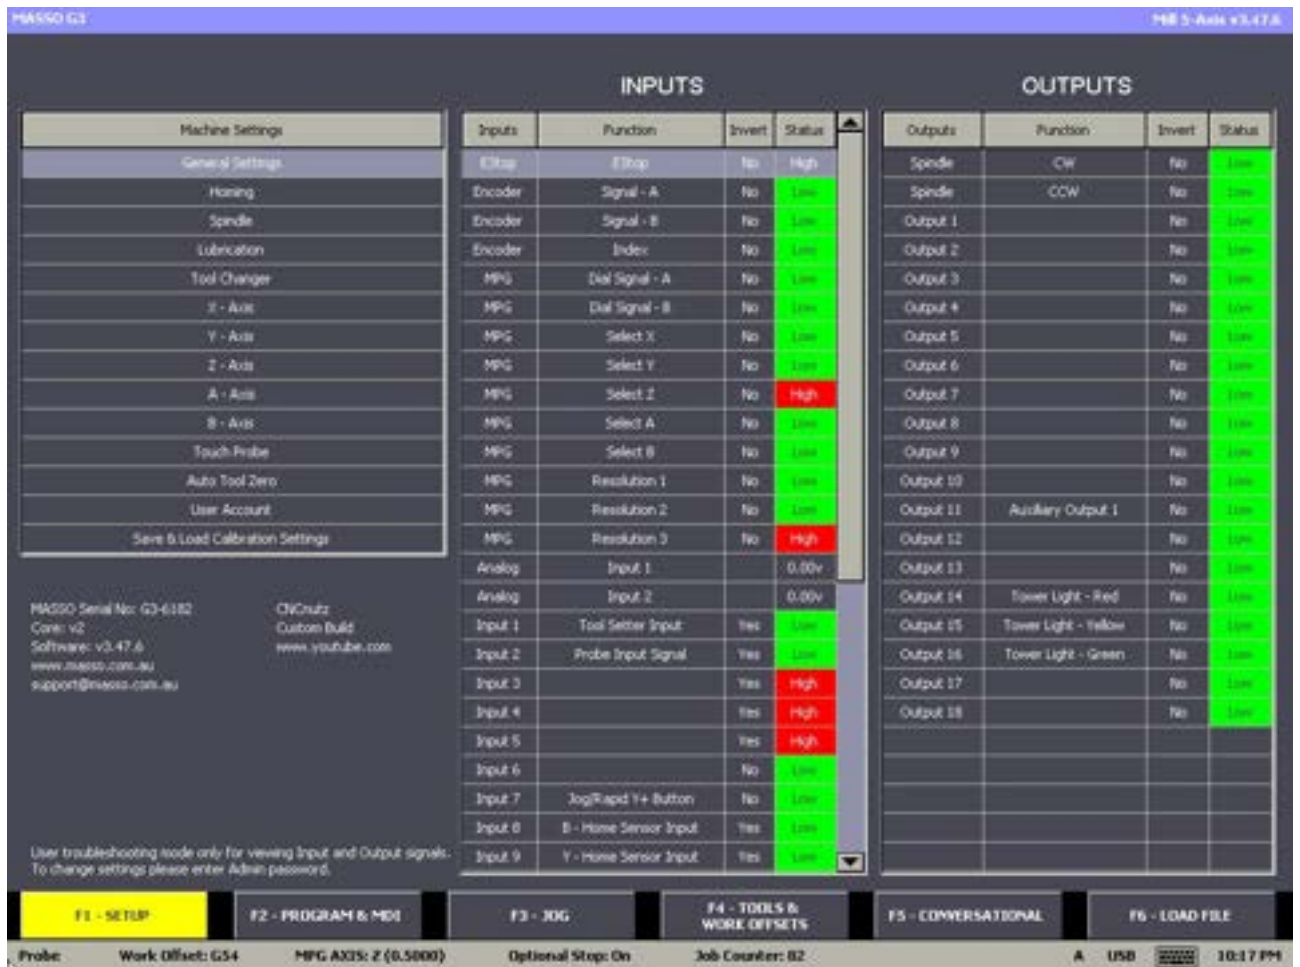 MASSO G3 Mill 5-Axis v3.47.6
INPUTS OUTPUTS
Machine Settings
General Settings
Homing
Spindle
Lubrication
Tool Changer
X - Axis
Y - Axis
Z - Axis
A - Axis
B - Axis
Touch Probe
Auto Tool Zero
User Account
Save & Load Calibration Settings
MASSO Serial No: G3-6182
Core: v2
Software: v3.47.6
www.masso.com.au
support@masso.com.au
CNCnutz
Custom Build
www.youtube.com
User troubleshooting mode only for viewing Input and Output signals.
To change settings please enter Admin password.
Inputs Function Invert Status
EStop EStop No High
Encoder Signal - A No Low
Encoder Signal - B No Low
Encoder Index No Low
MPG Dial Signal - A No Low
MPG Dial Signal - B No Low
MPG Select X No Low
MPG Select Y No Low
MPG Select Z No High
MPG Select A No Low
MPG Select B No Low
MPG Resolution 1 No Low
MPG Resolution 2 No Low
MPG Resolution 3 No High
Analog Input 1 0.00v
Analog Input 2 0.00v
Input 1 Tool Setter Input Yes Low
Input 2 Probe Input Signal Yes Low
Input 3 Yes High
Input 4 Yes High
Input 5 Yes High
Input 6 No Low
Input 7 Jog/Rapid Y+ Button No Low
Input 8 B - Home Sensor Input Yes Low
Input 9 Y - Home Sensor Input Yes Low
Outputs Function Invert Status
Spindle CW No Low
Spindle CCW No Low
Output 1 No Low
Output 2 No Low
Output 3 No Low
Output 4 No Low
Output 5 No Low
Output 6 No Low
Output 7 No Low
Output 8 No Low
Output 9 No Low
Output 10 No Low
Output 11 Auxiliary Output 1 No Low
Output 12 No Low
Output 13 No Low
Output 14 Tower Light - Red No Low
Output 15 Tower Light - Yellow No Low
Output 16 Tower Light - Green No Low
Output 17 No Low
Output 18 No Low
F1 - SETUP
F2 - PROGRAM & MDI
F3 - JOG
F4 - TOOLS &
WORK OFFSETS
F5 - CONVERSATIONAL
F6 - LOAD FILE
Probe Work Offset: G54 MPG AXIS: Z (0.5000) Optional Stop: On Job Counter: 82 A USB 10:17 PM